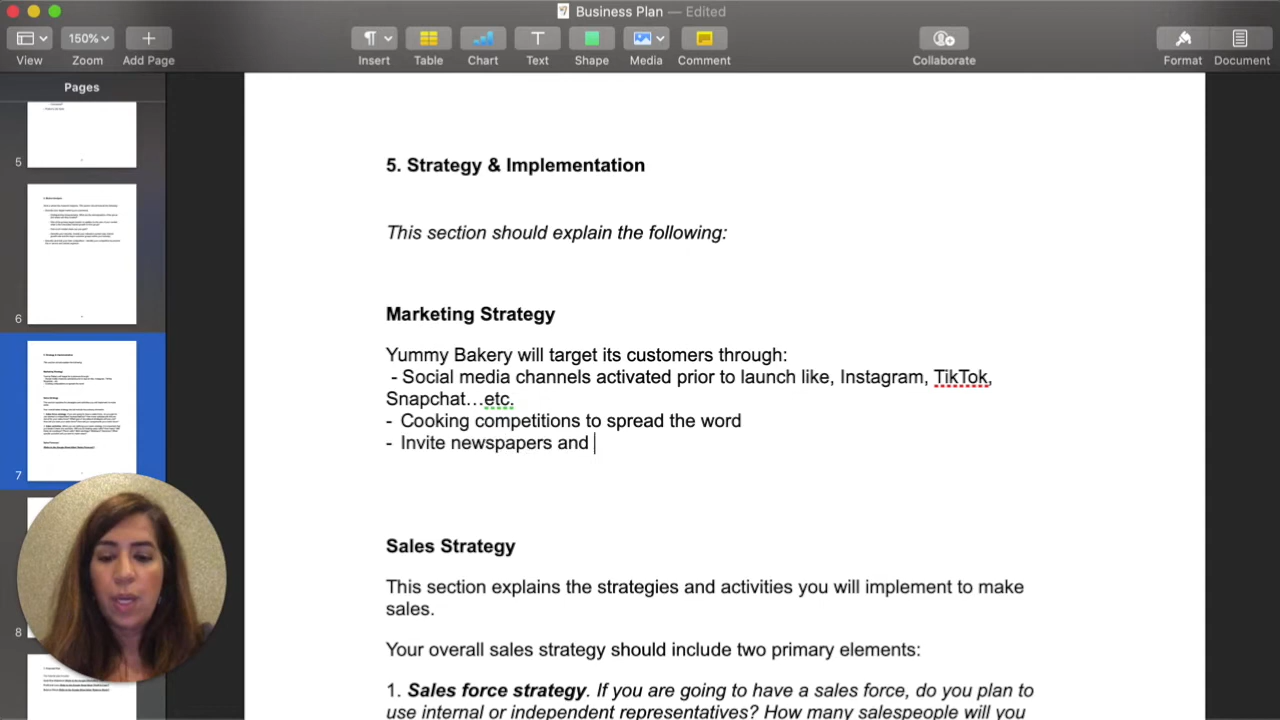 Business Plan — Edited
150%
View Zoom Add Page Insert Table Chart Text Shape Media Comment Collaborate Format Document
Pages
5
6
7
8
5. Strategy & Implementation
This section should explain the following:
Marketing Strategy
Yummy Bakery will target its customers through:
- Social madia channels activated prior to launch like, Instagram, TikTok,
Snapchat…etc.
- Cooking competitions to spread the word
- Invite newspapers and
Sales Strategy
This section explains the strategies and activities you will implement to make
sales.
Your overall sales strategy should include two primary elements:
1. Sales force strategy. If you are going to have a sales force, do you plan to
use internal or independent representatives? How many salespeople will you